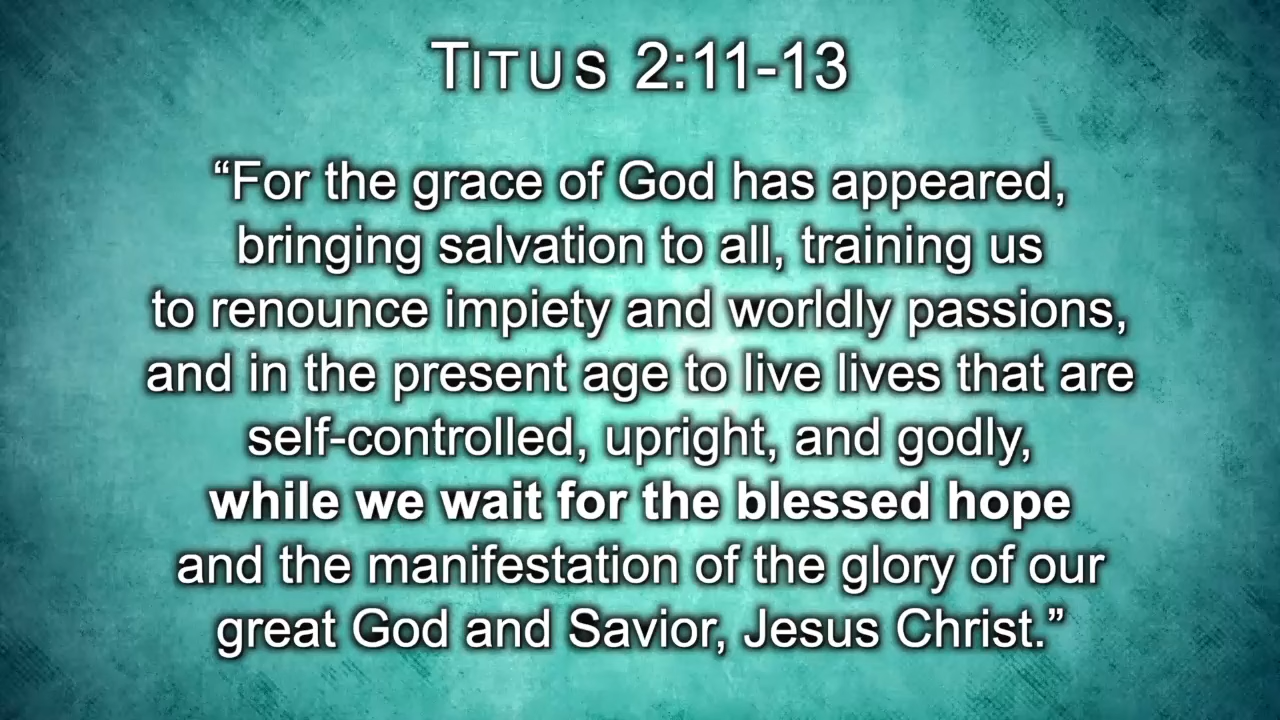 TITUS 2:11-13
“For the grace of God has appeared,
bringing salvation to all, training us
to renounce impiety and worldly passions,
and in the present age to live lives that are
self-controlled, upright, and godly,
while we wait for the blessed hope
and the manifestation of the glory of our
great God and Savior, Jesus Christ.”